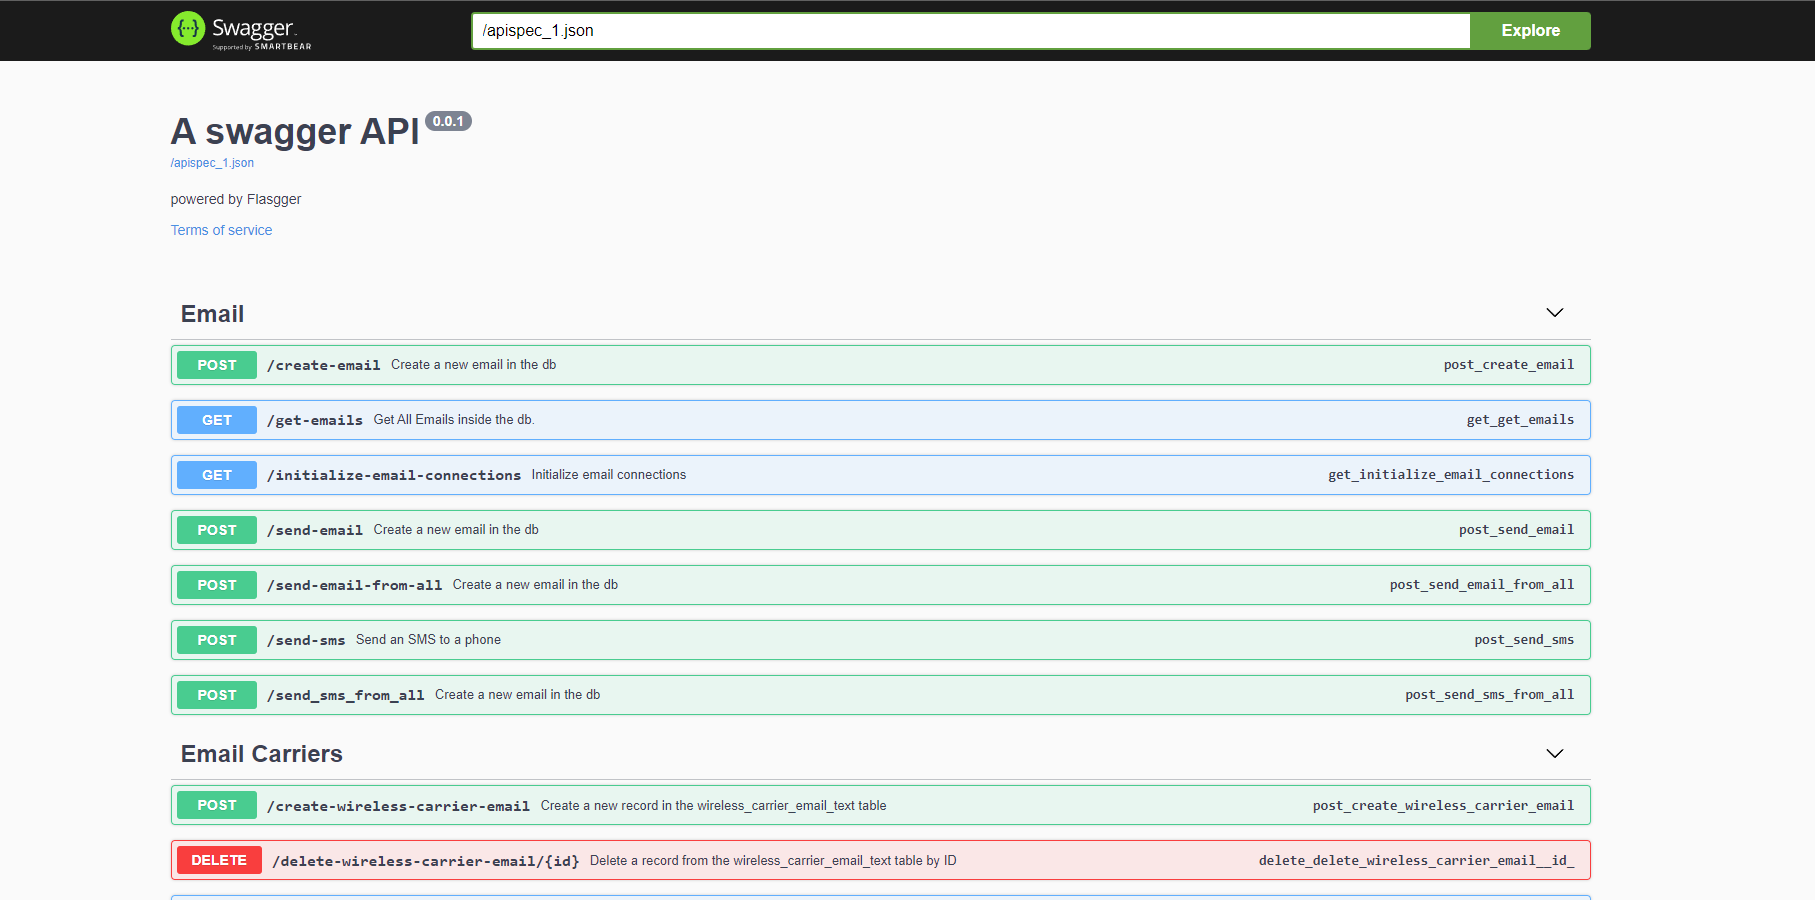 {··} Swagger.
Supported by SMARTBEAR
/apispec_1.json
Explore
A swagger API 0.0.1
/apispec_1.json
powered by Flasgger
Terms of service
Email
POST /create-email Create a new email in the db post_create_email
GET /get-emails Get All Emails inside the db. get_get_emails
GET /initialize-email-connections Initialize email connections get_initialize_email_connections
POST /send-email Create a new email in the db post_send_email
POST /send-email-from-all Create a new email in the db post_send_email_from_all
POST /send-sms Send an SMS to a phone post_send_sms
POST /send_sms_from_all Create a new email in the db post_send_sms_from_all
Email Carriers
POST /create-wireless-carrier-email Create a new record in the wireless_carrier_email_text table post_create_wireless_carrier_email
DELETE /delete-wireless-carrier-email/{id} Delete a record from the wireless_carrier_email_text table by ID delete_delete_wireless_carrier_email__id_